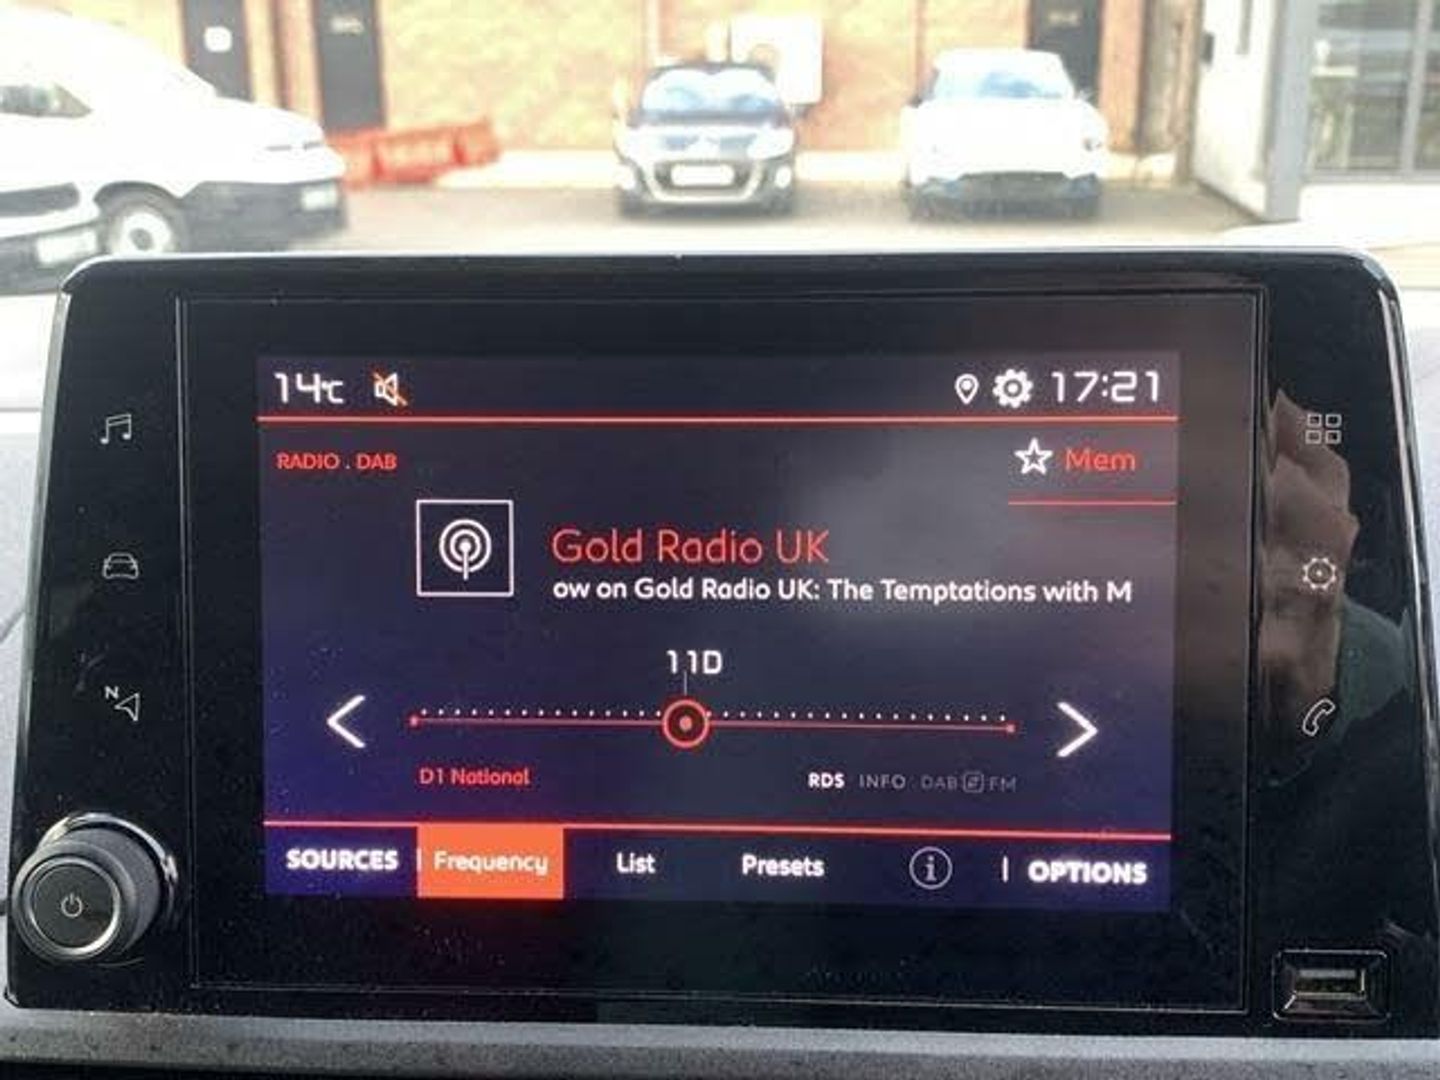 14°C 17:21
RADIO . DAB Mem
Gold Radio UK
ow on Gold Radio UK: The Temptations with M
11D
D1 National RDS INFO DAB FM
SOURCES Frequency List Presets i OPTIONS
N